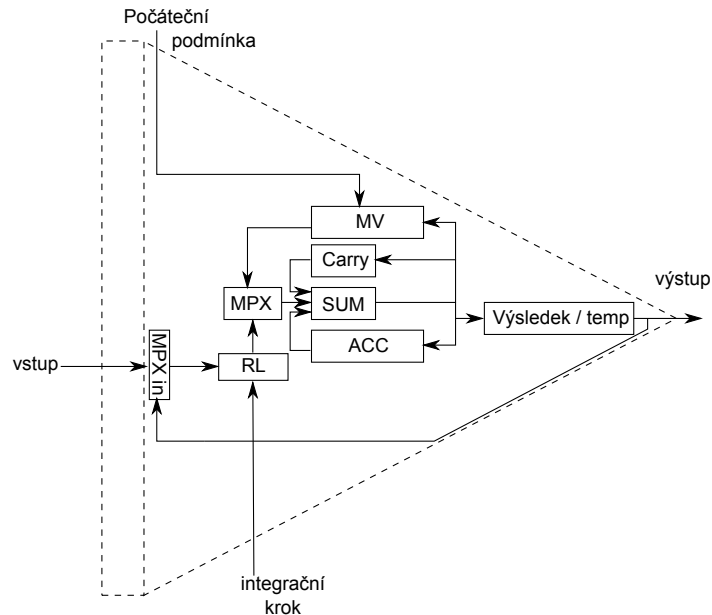 Počáteční
podmínka
MV
Carry
výstup
MPX
SUM
Výsledek / temp
ACC
vstup
MPX in
RL
integrační
krok